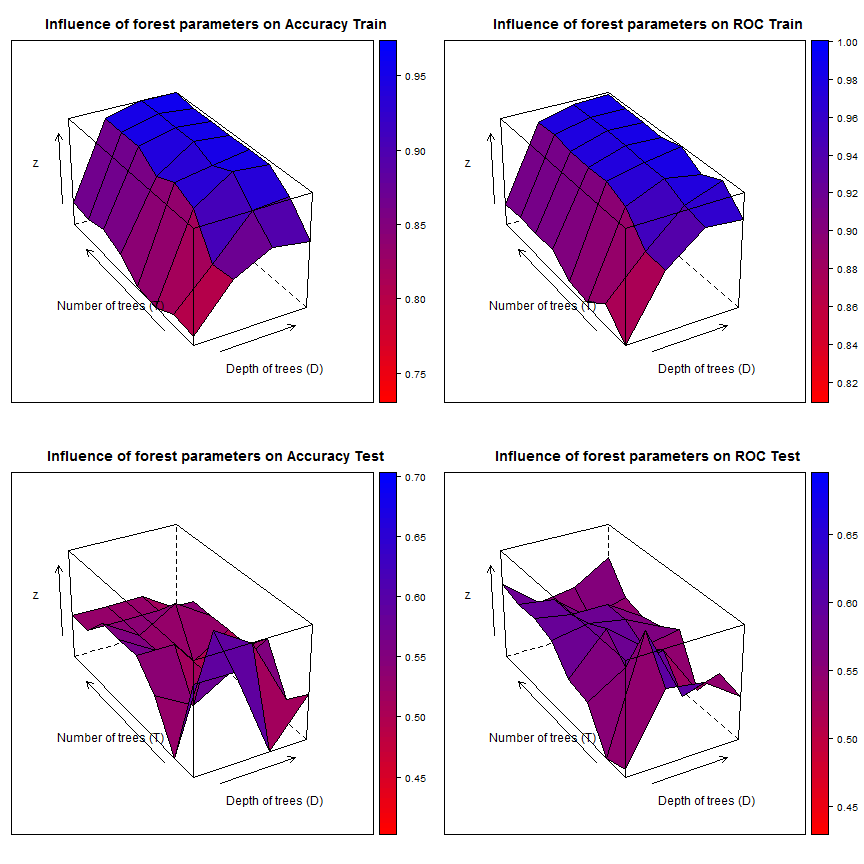 Influence of forest parameters on Accuracy Train
0.95
0.90
0.85
0.80
0.75
Z
Number of trees (T)
Depth of trees (D)
Influence of forest parameters on ROC Train
1.00
0.98
0.96
0.94
0.92
0.90
0.88
0.86
0.84
0.82
Z
Number of trees (T)
Depth of trees (D)
Influence of forest parameters on Accuracy Test
0.70
0.65
0.60
0.55
0.50
0.45
Z
Number of trees (T)
Depth of trees (D)
Influence of forest parameters on ROC Test
0.65
0.60
0.55
0.50
0.45
Z
Number of trees (T)
Depth of trees (D)